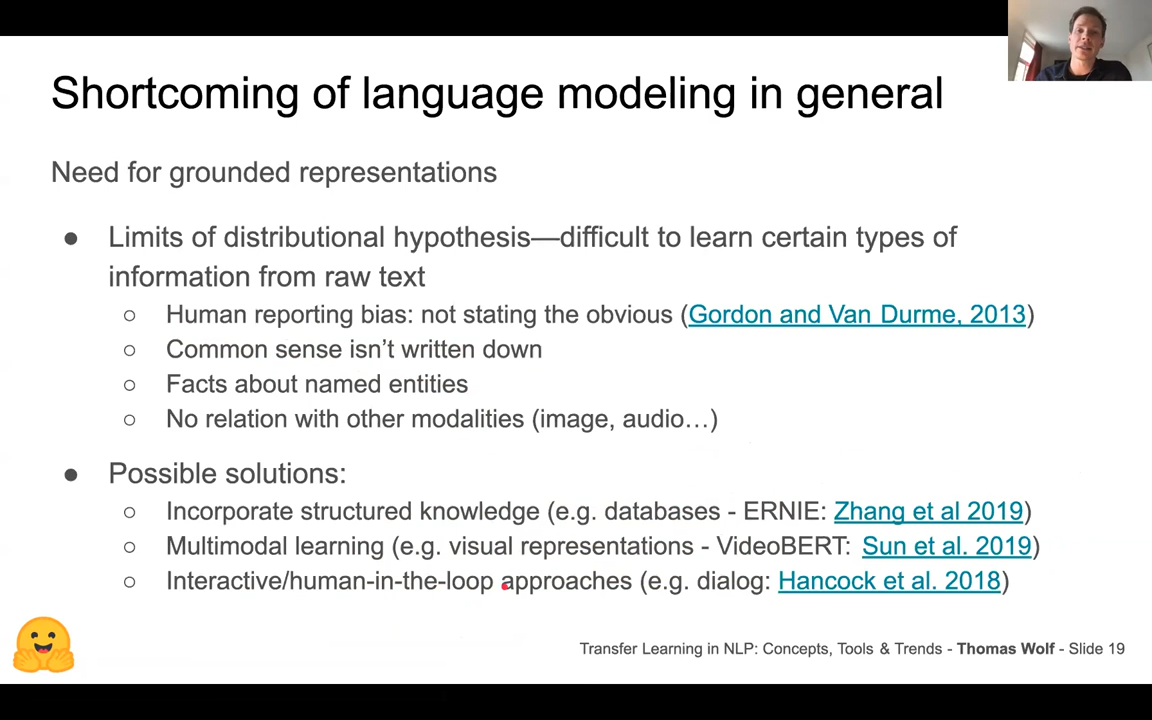 Shortcoming of language modeling in general
Need for grounded representations
● Limits of distributional hypothesis—difficult to learn certain types of
information from raw text
○ Human reporting bias: not stating the obvious (Gordon and Van Durme, 2013)
○ Common sense isn’t written down
○ Facts about named entities
○ No relation with other modalities (image, audio…)
● Possible solutions:
○ Incorporate structured knowledge (e.g. databases - ERNIE: Zhang et al 2019)
○ Multimodal learning (e.g. visual representations - VideoBERT: Sun et al. 2019)
○ Interactive/human-in-the-loop approaches (e.g. dialog: Hancock et al. 2018)
Transfer Learning in NLP: Concepts, Tools & Trends - Thomas Wolf - Slide 19